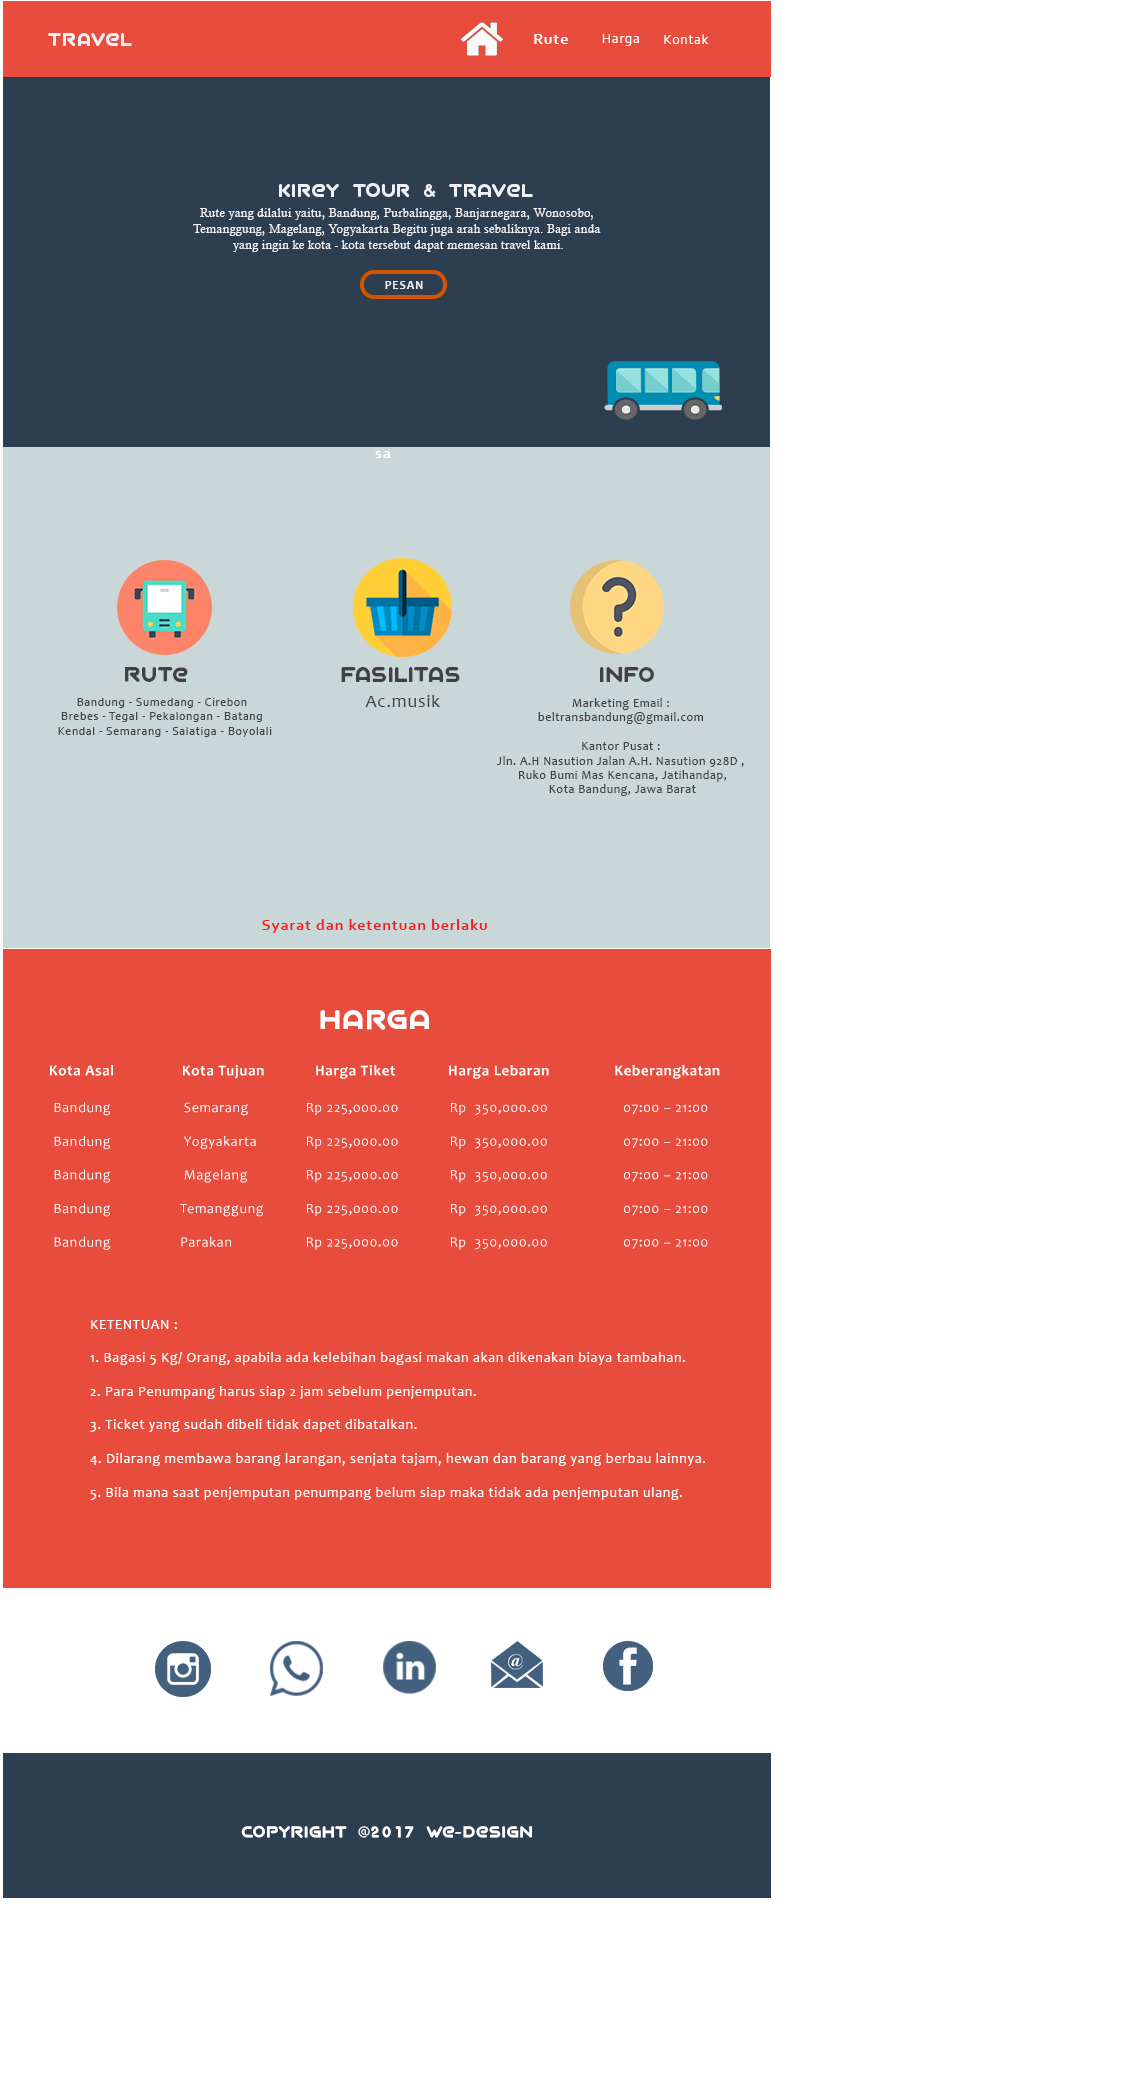 TRAVEL
Rute
Harga
Kontak
KIREY TOUR & TRAVEL
Rute yang dilalui yaitu, Bandung, Purbalingga, Banjarnegara, Wonosobo,
Temanggung, Magelang, Yogyakarta Begitu juga arah sebaliknya. Bagi anda
yang ingin ke kota - kota tersebut dapat memesan travel kami.
PESAN
sa
RUTE
Bandung - Sumedang - Cirebon
Brebes - Tegal - Pekalongan - Batang
Kendal - Semarang - Salatiga - Boyolali
FASILITAS
Ac.musik
INFO
Marketing Email :
beltransbandung@gmail.com
Kantor Pusat :
Jln. A.H Nasution Jalan A.H. Nasution 928D ,
Ruko Bumi Mas Kencana, Jatihandap,
Kota Bandung, Jawa Barat
Syarat dan ketentuan berlaku
HARGA
Kota Asal Kota Tujuan Harga Tiket Harga Lebaran Keberangkatan
Bandung Semarang Rp 225,000.00 Rp 350,000.00 07:00 – 21:00
Bandung Yogyakarta Rp 225,000.00 Rp 350,000.00 07:00 – 21:00
Bandung Magelang Rp 225,000.00 Rp 350,000.00 07:00 – 21:00
Bandung Temanggung Rp 225,000.00 Rp 350,000.00 07:00 – 21:00
Bandung Parakan Rp 225,000.00 Rp 350,000.00 07:00 – 21:00
KETENTUAN :
1. Bagasi 5 Kg/ Orang, apabila ada kelebihan bagasi makan akan dikenakan biaya tambahan.
2. Para Penumpang harus siap 2 jam sebelum penjemputan.
3. Ticket yang sudah dibeli tidak dapet dibatalkan.
4. Dilarang membawa barang larangan, senjata tajam, hewan dan barang yang berbau lainnya.
5. Bila mana saat penjemputan penumpang belum siap maka tidak ada penjemputan ulang.
in
@
f
COPYRIGHT @2017 WE-DESIGN